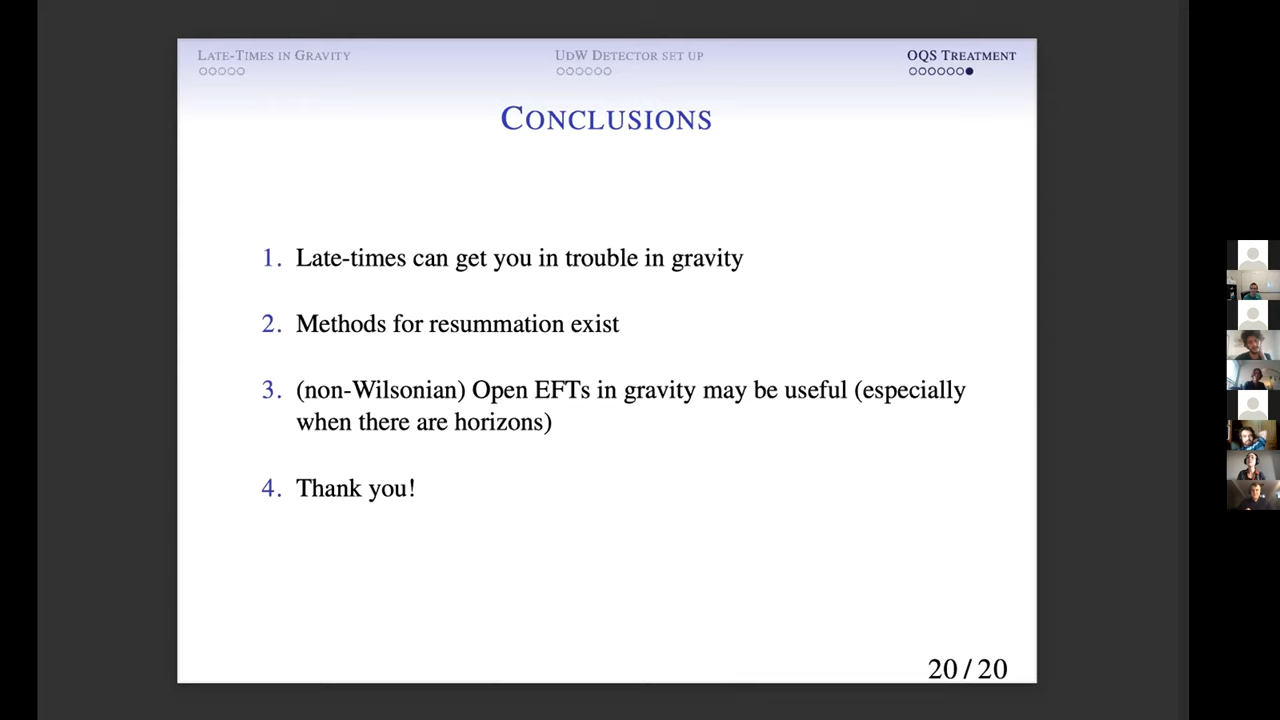 LATE-TIMES IN GRAVITY
UDW DETECTOR SET UP
OQS TREATMENT
CONCLUSIONS
1. Late-times can get you in trouble in gravity
2. Methods for resummation exist
3. (non-Wilsonian) Open EFTs in gravity may be useful (especially
when there are horizons)
4. Thank you!
20 / 20